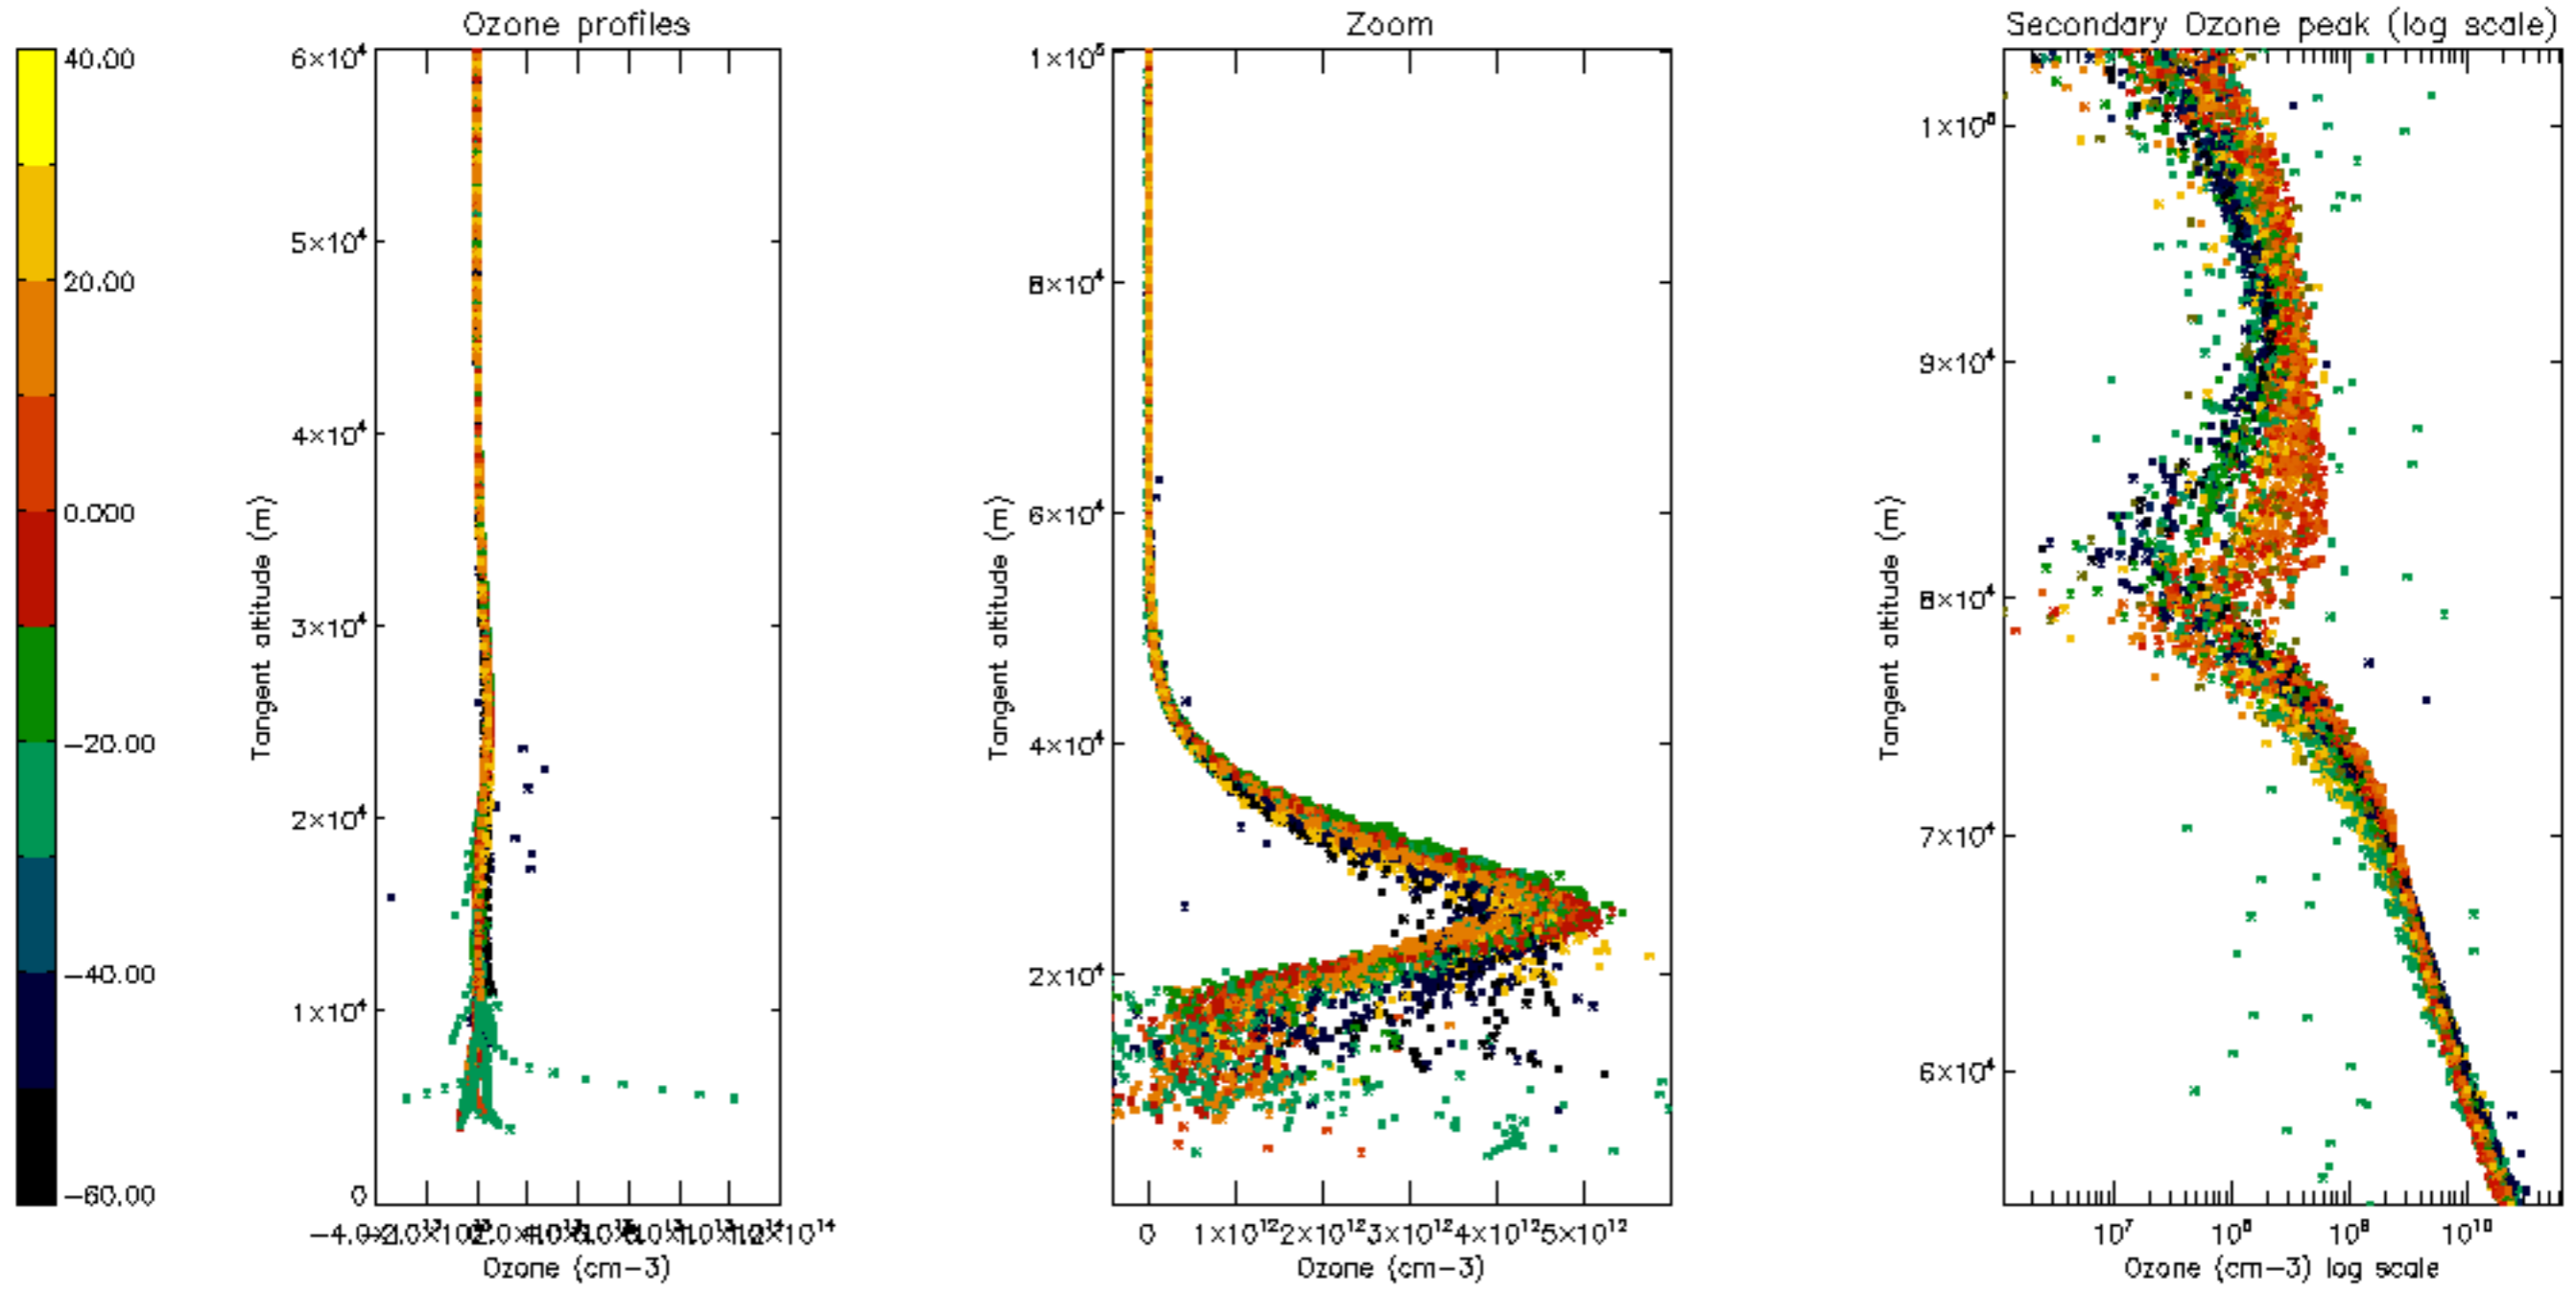 Ozone profiles
Zoom
Secondary Ozone peak (log scale)
40.00
20.00
0.000
−20.00
−40.00
−60.00
6×10⁴
5×10⁴
4×10⁴
3×10⁴
2×10⁴
1×10⁴
0
Tangent altitude (m)
Ozone (cm−3)
1×10⁵
8×10⁴
6×10⁴
4×10⁴
2×10⁴
Tangent altitude (m)
0 1×10¹² 2×10¹² 3×10¹² 4×10¹² 5×10¹²
Ozone (cm−3)
1×10⁵
9×10⁴
8×10⁴
7×10⁴
6×10⁴
Tangent altitude (m)
10⁷ 10⁸ 10⁹ 10¹⁰
Ozone (cm−3) log scale